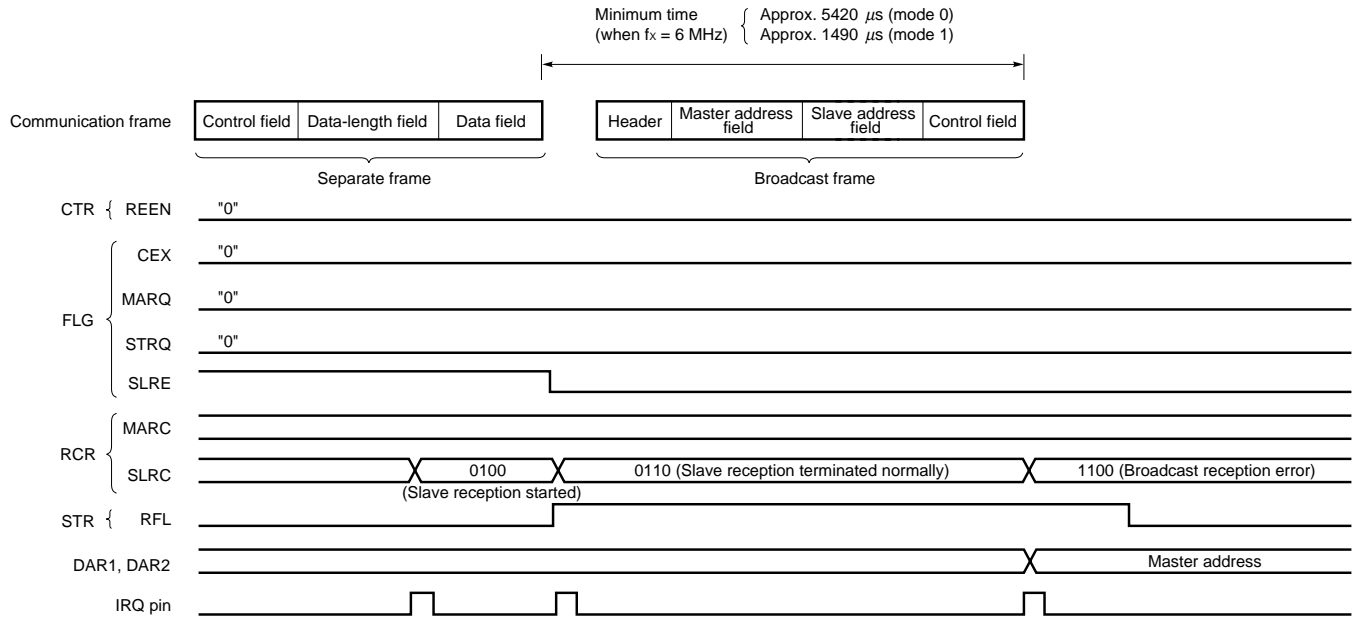 Minimum time
(when fx = 6 MHz)
Approx. 5420 μs (mode 0)
Approx. 1490 μs (mode 1)
Communication frame
Control field
Data-length field
Data field
Header
Master address
field
Slave address
field
Control field
Separate frame
Broadcast frame
CTR { REEN "0"
FLG
CEX "0"
MARQ "0"
STRQ "0"
SLRE
RCR
MARC
SLRC
0100
(Slave reception started)
0110 (Slave reception terminated normally)
1100 (Broadcast reception error)
STR { RFL
DAR1, DAR2
Master address
IRQ pin